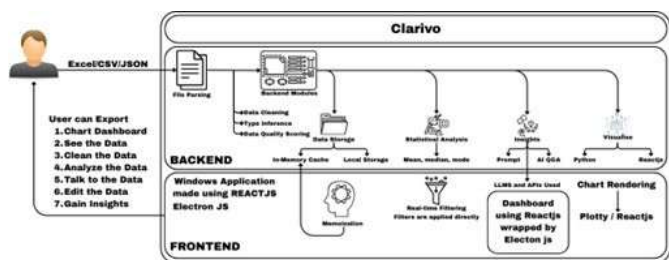 Clarivo
Excel/CSV/JSON
File Parsing
Backend Modules
Data Cleaning
Type Inference
Data Quality Scoring
Data Storage
Statistical Analysis
Insights
Visualise
In-Memory Cache
Local Storage
Mean, median, mode
Prompt
AI Q&A
Python
Reactjs
BACKEND
User can Export
1.Chart Dashboard
2.See the Data
3.Clean the Data
4.Analyze the Data
5.Talk to the Data
6.Edit the Data
7.Gain Insights
Windows Application
made using REACTJS
Electron JS
Memoization
Real-time Filtering
Filters are applied directly
LLMS and APIs Used
Dashboard
using Reactjs
wrapped by
Electon js
Chart Rendering
Plotty / Reactjs
FRONTEND